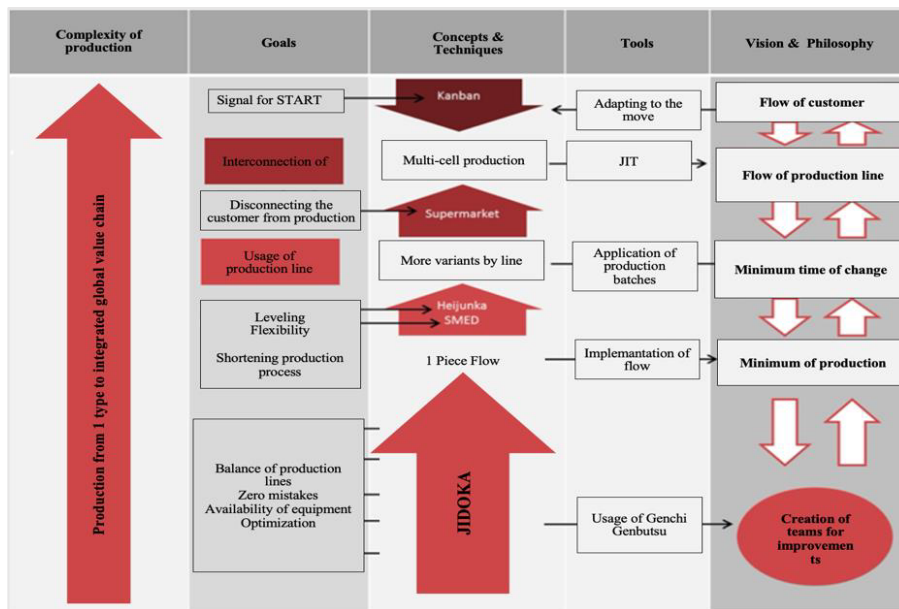 Complexity of
production
Goals
Concepts &
Techniques
Tools
Vision & Philosophy
Production from 1 type to integrated global value chain
Signal for START
Kanban
Adapting to the
move
Flow of customer
Interconnection of
Multi-cell production
JIT
Flow of production line
Disconnecting the
customer from production
Supermarket
Usage of
production line
More variants by line
Application of
production
batches
Minimum time of change
Leveling
Flexibility
Shortening production
process
Heijunka
SMED
1 Piece Flow
Implemantation of
flow
Minimum of production
Balance of production
lines
Zero mistakes
Availability of equipment
Optimization
JIDOKA
Usage of Genchi
Genbutsu
Creation of
teams for
improvemen
ts